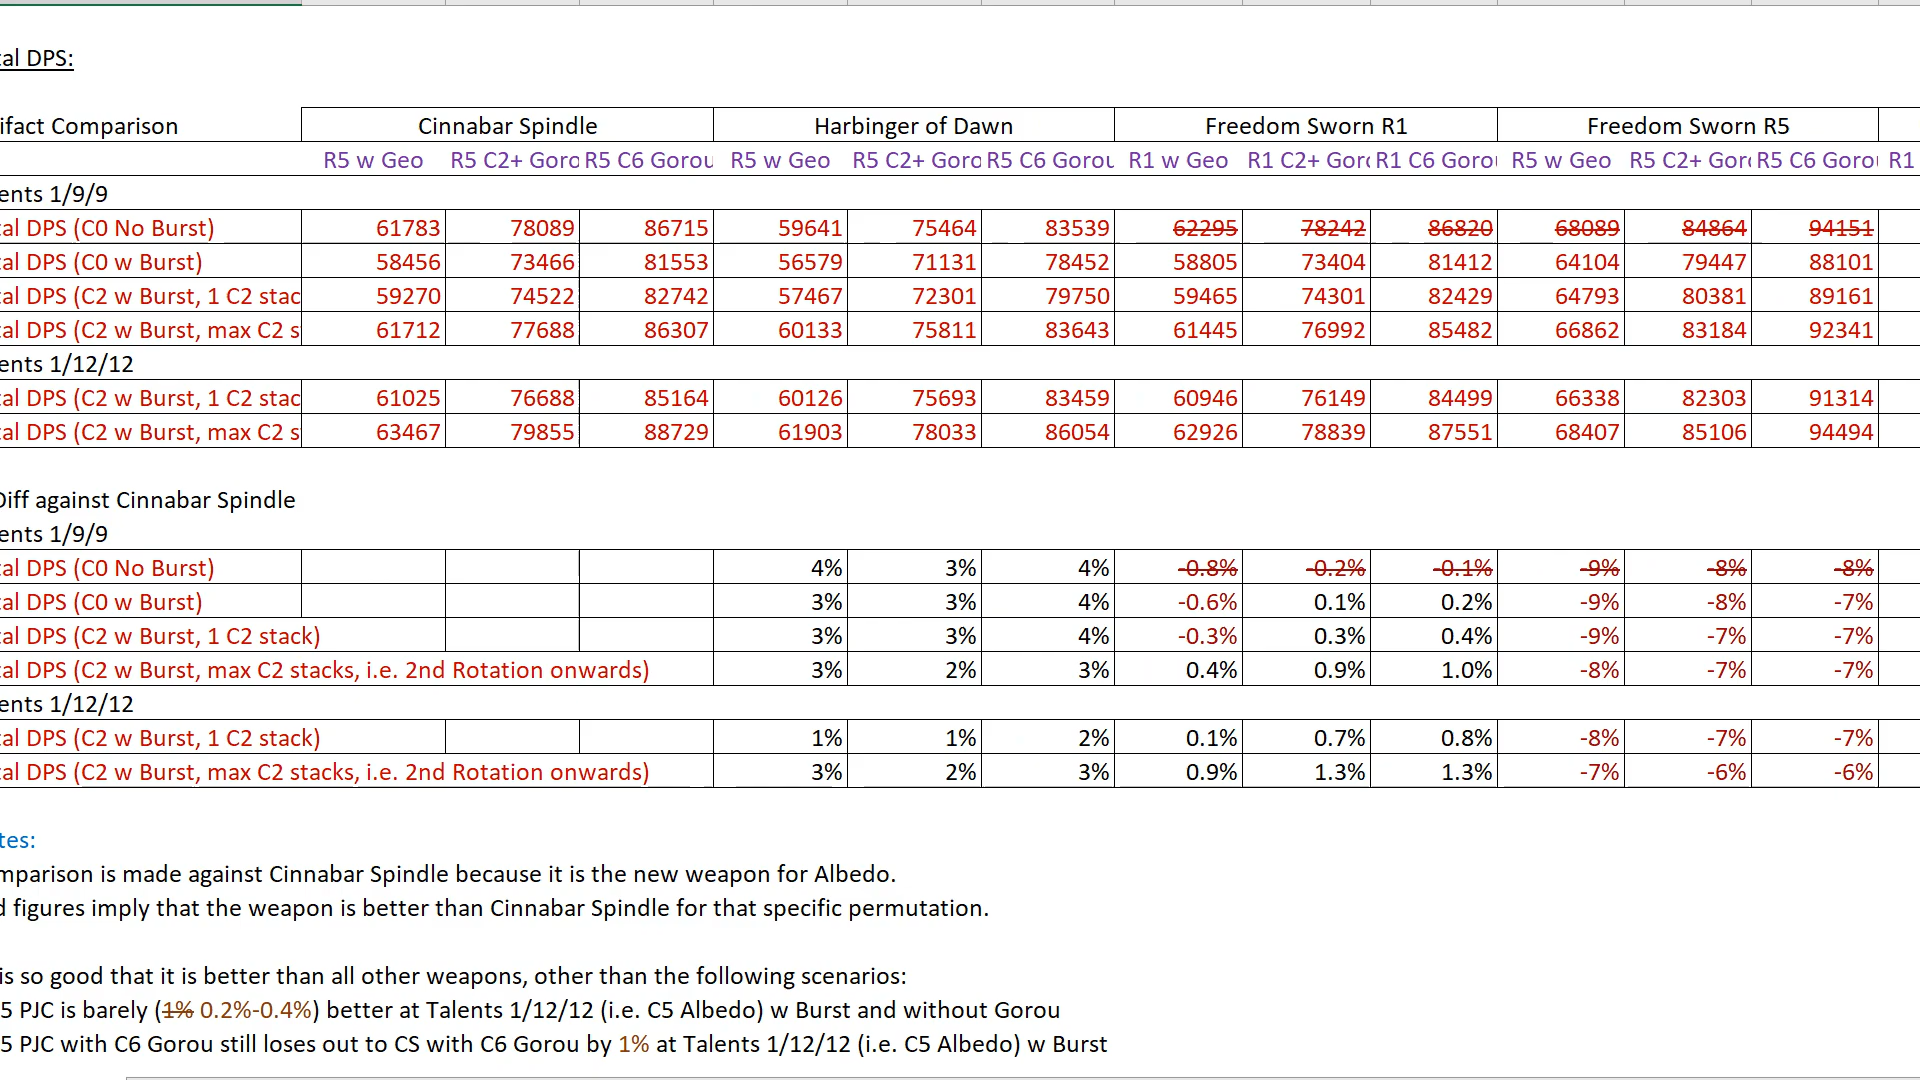 al DPS:
ifact Comparison Cinnabar Spindle Harbinger of Dawn Freedom Sworn R1 Freedom Sworn R5
R5 w Geo R5 C2+ Goro R5 C6 Gorou R5 w Geo R5 C2+ Goro R5 C6 Gorou R1 w Geo R1 C2+ Goro R1 C6 Gorou R5 w Geo R5 C2+ Goro R5 C6 Gorou R1
ents 1/9/9
al DPS (C0 No Burst) 61783 78089 86715 59641 75464 83539 62295 78242 86820 68089 84864 94151
al DPS (C0 w Burst) 58456 73466 81553 56579 71131 78452 58805 73404 81412 64104 79447 88101
al DPS (C2 w Burst, 1 C2 stac 59270 74522 82742 57467 72301 79750 59465 74301 82429 64793 80381 89161
al DPS (C2 w Burst, max C2 s 61712 77688 86307 60133 75811 83643 61445 76992 85482 66862 83184 92341
ents 1/12/12
al DPS (C2 w Burst, 1 C2 stac 61025 76688 85164 60126 75693 83459 60946 76149 84499 66338 82303 91314
al DPS (C2 w Burst, max C2 s 63467 79855 88729 61903 78033 86054 62926 78839 87551 68407 85106 94494
Diff against Cinnabar Spindle
ents 1/9/9
al DPS (C0 No Burst) 4% 3% 4% -0.8% -0.2% -0.1% -9% -8% -8%
al DPS (C0 w Burst) 3% 3% 4% -0.6% 0.1% 0.2% -9% -8% -7%
al DPS (C2 w Burst, 1 C2 stack) 3% 3% 4% -0.3% 0.3% 0.4% -9% -7% -7%
al DPS (C2 w Burst, max C2 stacks, i.e. 2nd Rotation onwards) 3% 2% 3% 0.4% 0.9% 1.0% -8% -7% -7%
ents 1/12/12
al DPS (C2 w Burst, 1 C2 stack) 1% 1% 2% 0.1% 0.7% 0.8% -8% -7% -7%
al DPS (C2 w Burst, max C2 stacks, i.e. 2nd Rotation onwards) 3% 2% 3% 0.9% 1.3% 1.3% -7% -6% -6%
tes:
mparison is made against Cinnabar Spindle because it is the new weapon for Albedo.
d figures imply that the weapon is better than Cinnabar Spindle for that specific permutation.
is so good that it is better than all other weapons, other than the following scenarios:
5 PJC is barely (1% 0.2%-0.4%) better at Talents 1/12/12 (i.e. C5 Albedo) w Burst and without Gorou
5 PJC with C6 Gorou still loses out to CS with C6 Gorou by 1% at Talents 1/12/12 (i.e. C5 Albedo) w Burst